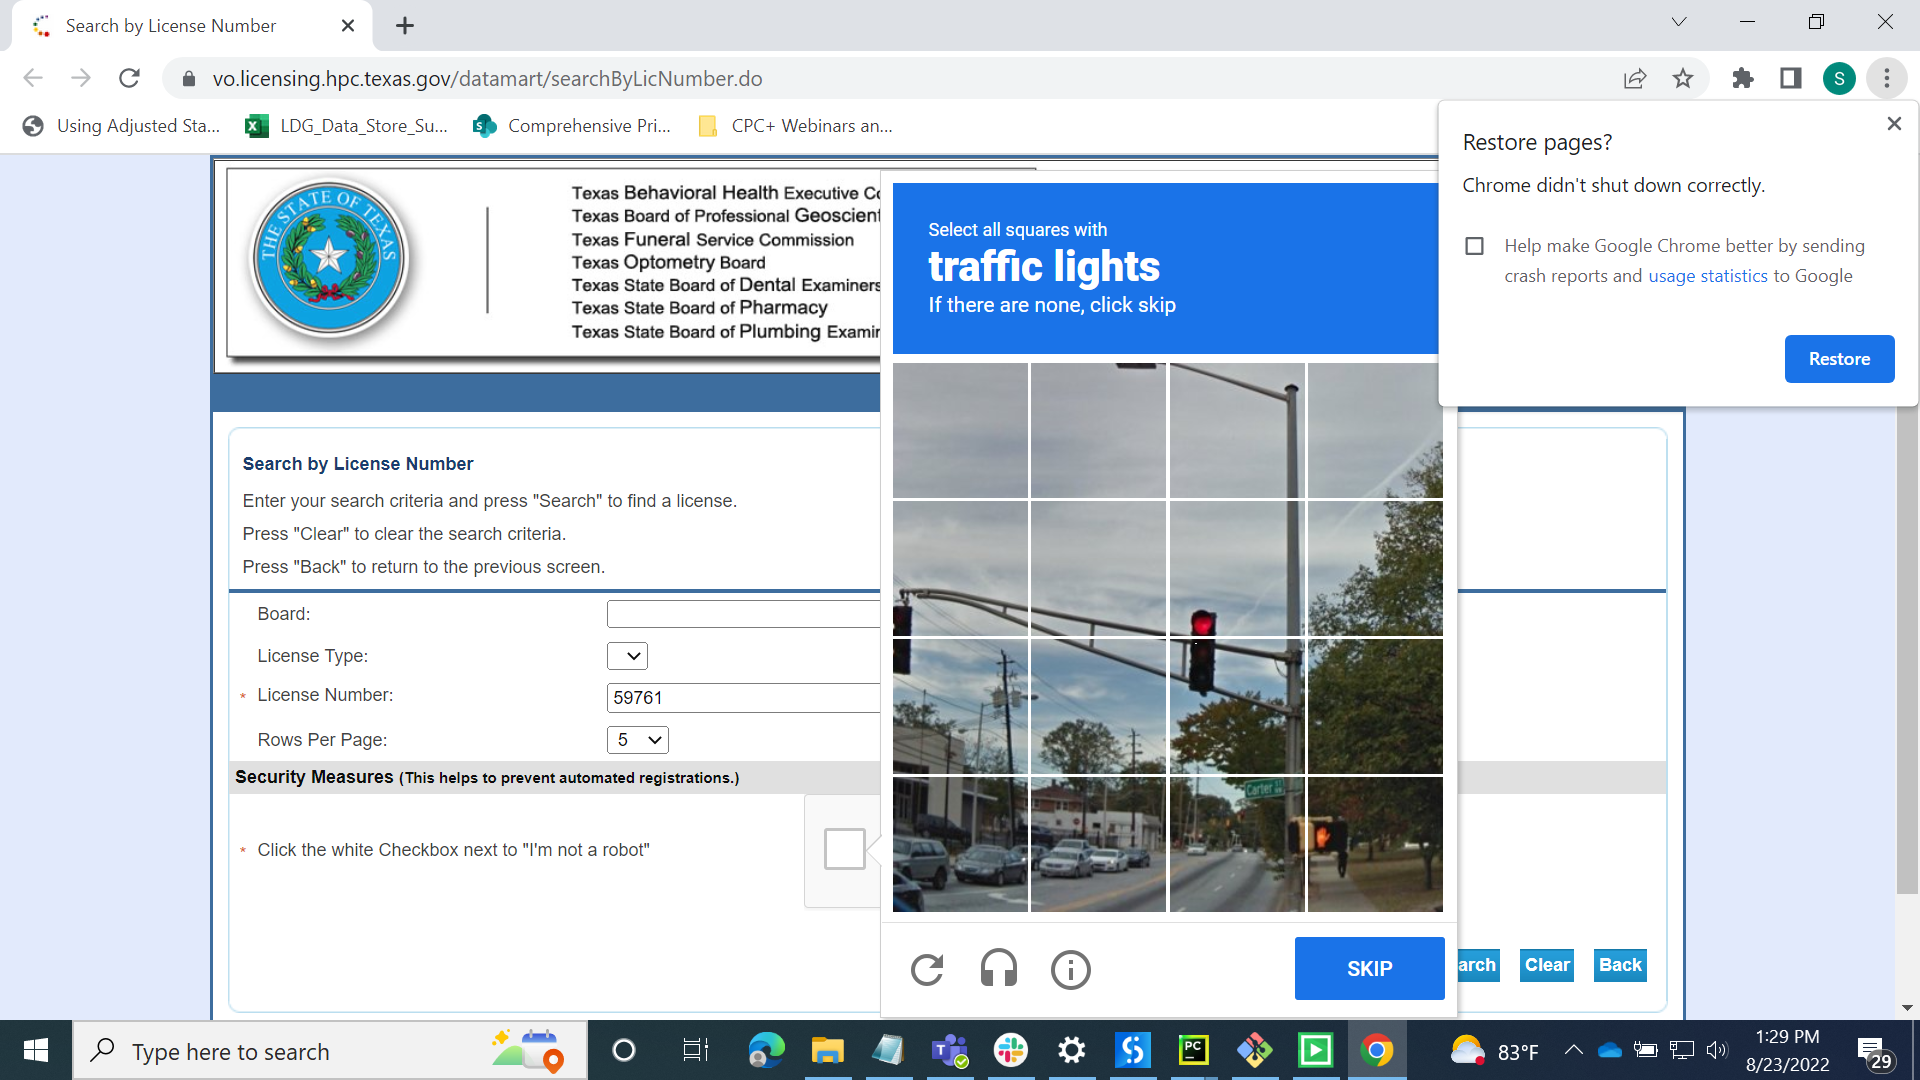 Search by License Number
vo.licensing.hpc.texas.gov/datamart/searchByLicNumber.do
S
Using Adjusted Sta...
LDG_Data_Store_Su...
Comprehensive Pri...
CPC+ Webinars an...
Restore pages?
Chrome didn't shut down correctly.
Help make Google Chrome better by sending
crash reports and usage statistics to Google
Restore
THE STATE OF TEXAS
Texas Behavioral Health Executive Co
Texas Board of Professional Geoscient
Texas Funeral Service Commission
Texas Optometry Board
Texas State Board of Dental Examiners
Texas State Board of Pharmacy
Texas State Board of Plumbing Examin
Select all squares with
traffic lights
If there are none, click skip
Search by License Number
Enter your search criteria and press "Search" to find a license.
Press "Clear" to clear the search criteria.
Press "Back" to return to the previous screen.
Board:
License Type:
* License Number:
59761
Rows Per Page:
5
Security Measures (This helps to prevent automated registrations.)
* Click the white Checkbox next to "I'm not a robot"
Carter
SKIP
arch
Clear
Back
Type here to search
PC
83°F
1:29 PM
8/23/2022
29